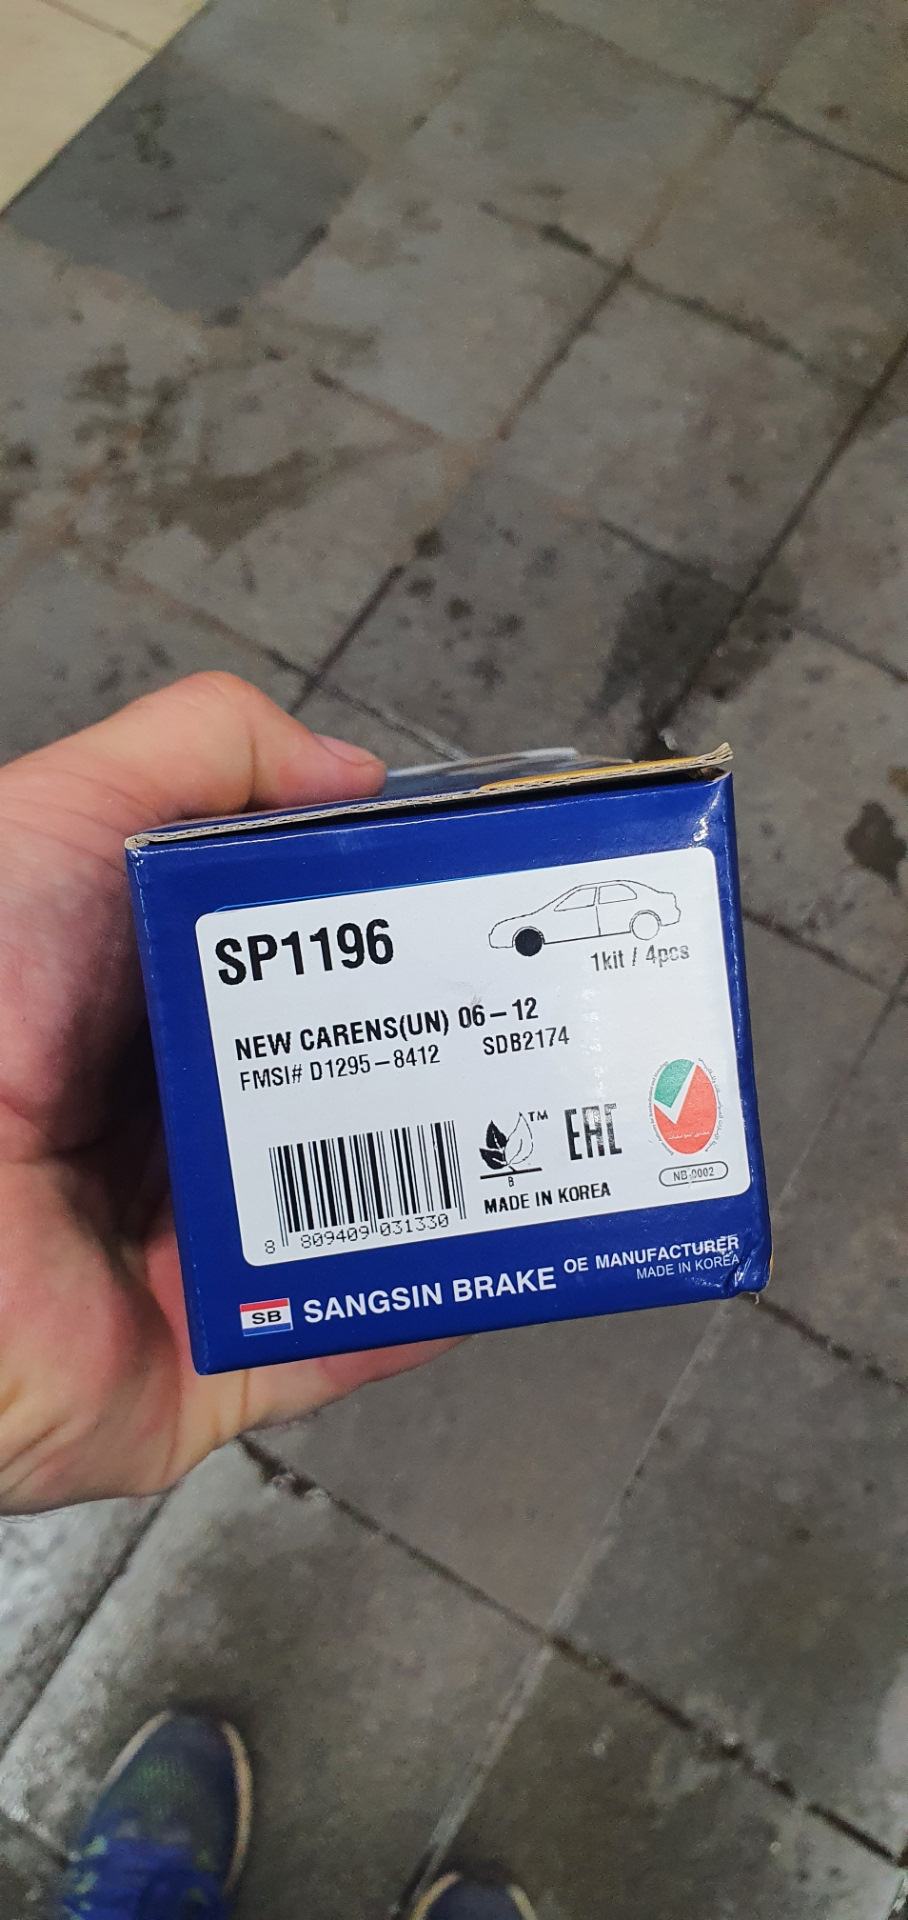 SP1196
1kit / 4pcs
NEW CARENS(UN) 06-12
FMSI# D1295-8412 SDB2174
TM
EAC
B
MADE IN KOREA
NB:0002
8 809409 031330
SB SANGSIN BRAKE OE MANUFACTURER
MADE IN KOREA